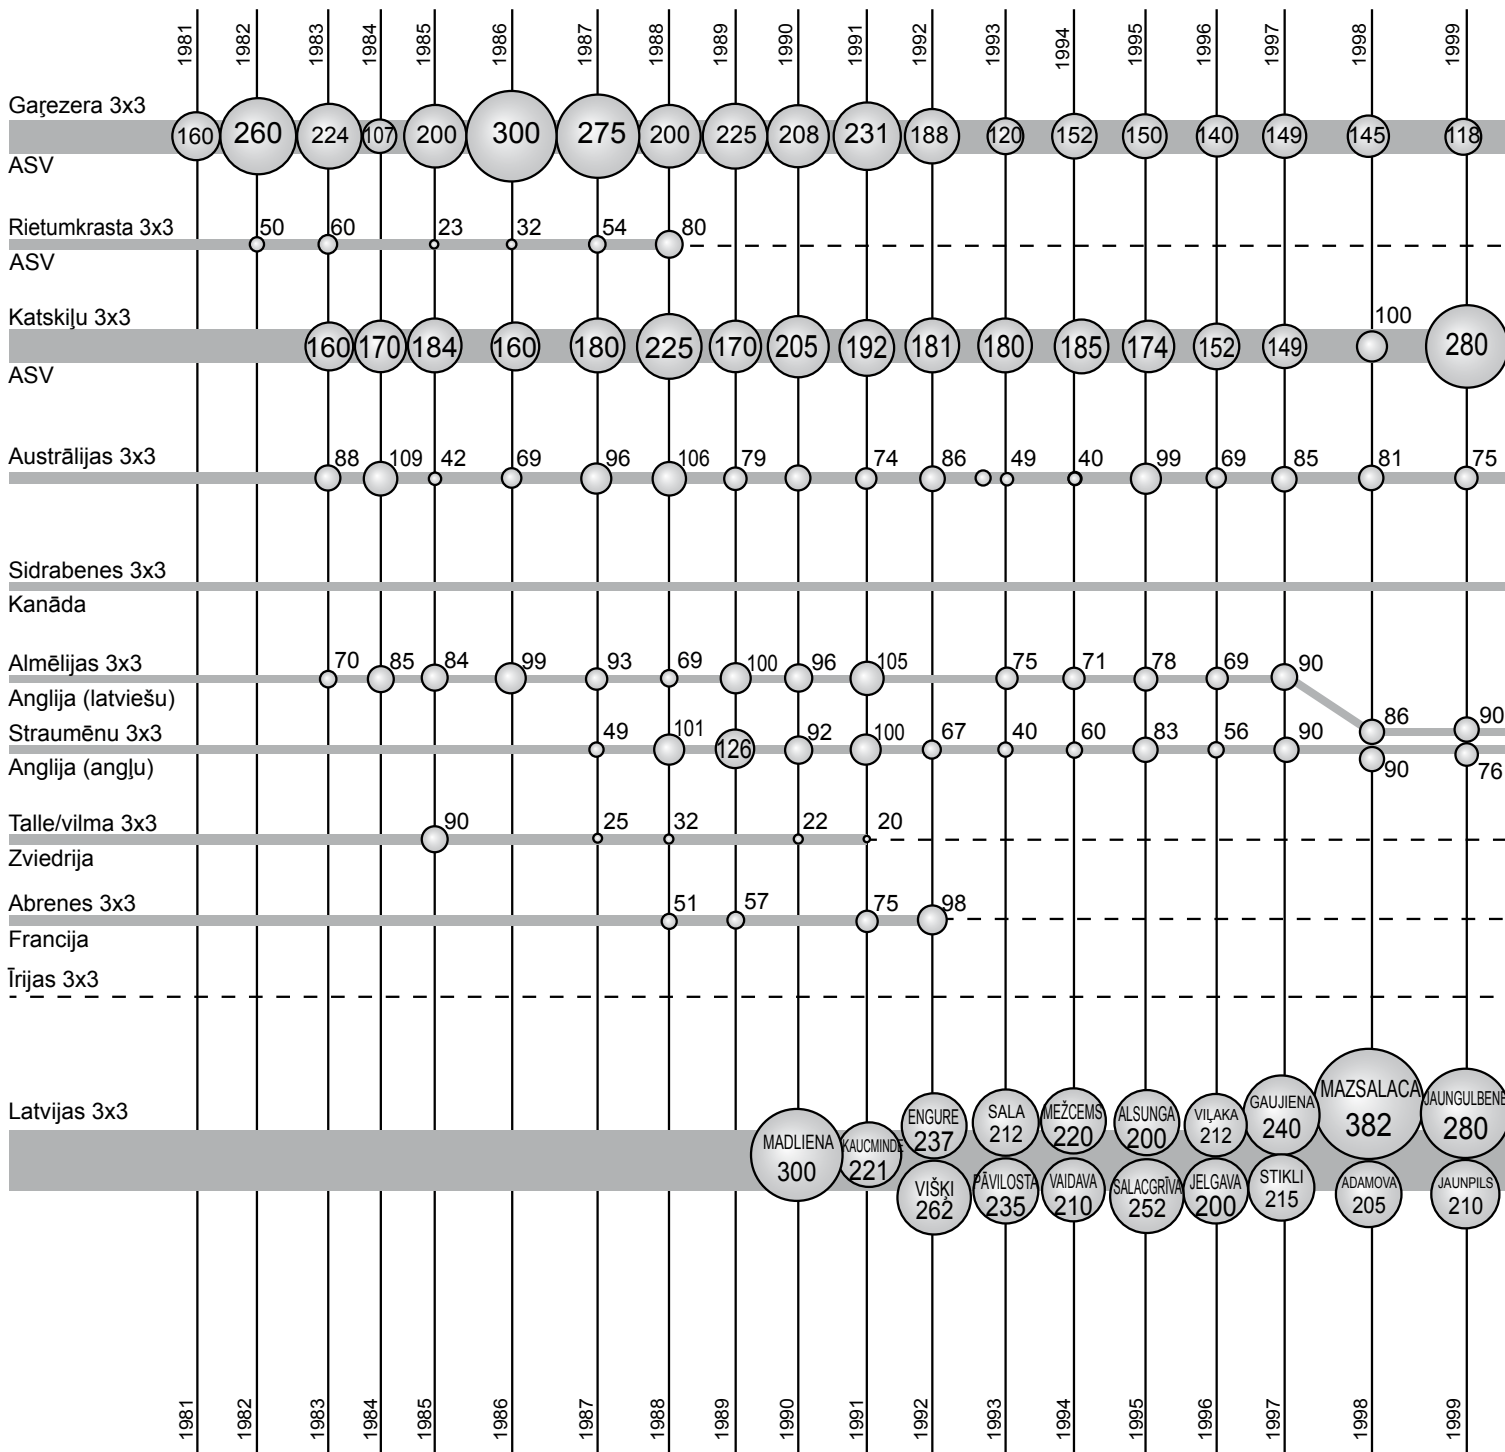 1981 1982 1983 1984 1985 1986 1987 1988 1989 1990 1991 1992 1993 1994 1995 1996 1997 1998 1999
Gaŗezera 3x3
160 260 224 107 200 300 275 200 225 208 231 188 120 152 150 140 149 145 118
ASV
Rietumkrasta 3x3 50 60 23 32 54 80
ASV
Katskiļu 3x3 100
160 170 184 160 180 225 170 205 192 181 180 185 174 152 149 280
ASV
Austrālijas 3x3 88 109 42 69 96 106 79 74 86 49 40 99 69 85 81 75
Sidrabenes 3x3
Kanāda
Almēlijas 3x3 70 85 84 99 93 69 100 96 105 75 71 78 69 90
Anglija (latviešu)
86 90
Straumēnu 3x3 49 101 126 92 100 67 40 60 83 56 90
Anglija (angļu) 90 76
Talle/vilma 3x3 90 25 32 22 20
Zviedrija
Abrenes 3x3 51 57 75 98
Francija
Īrijas 3x3
Latvijas 3x3
MADLIENA
300
KAUCMINDE
221
ENGURE
237
VIŠĶI
262
SALA
212
PĀVILOSTA
235
MEŽCEMS
220
VAIDAVA
210
ALSUNGA
200
SALACGRĪVA
252
VIĻAKA
212
JELGAVA
200
GAUJIENA
240
STIKLI
215
MAZSALACA
382
ADAMOVA
205
JAUNGULBENE
280
JAUNPILS
210
1981 1982 1983 1984 1985 1986 1987 1988 1989 1990 1991 1992 1993 1994 1995 1996 1997 1998 1999